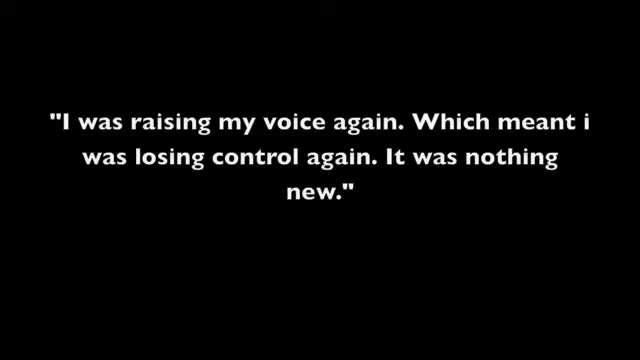 "I was raising my voice again. Which meant i
was losing control again. It was nothing
new."